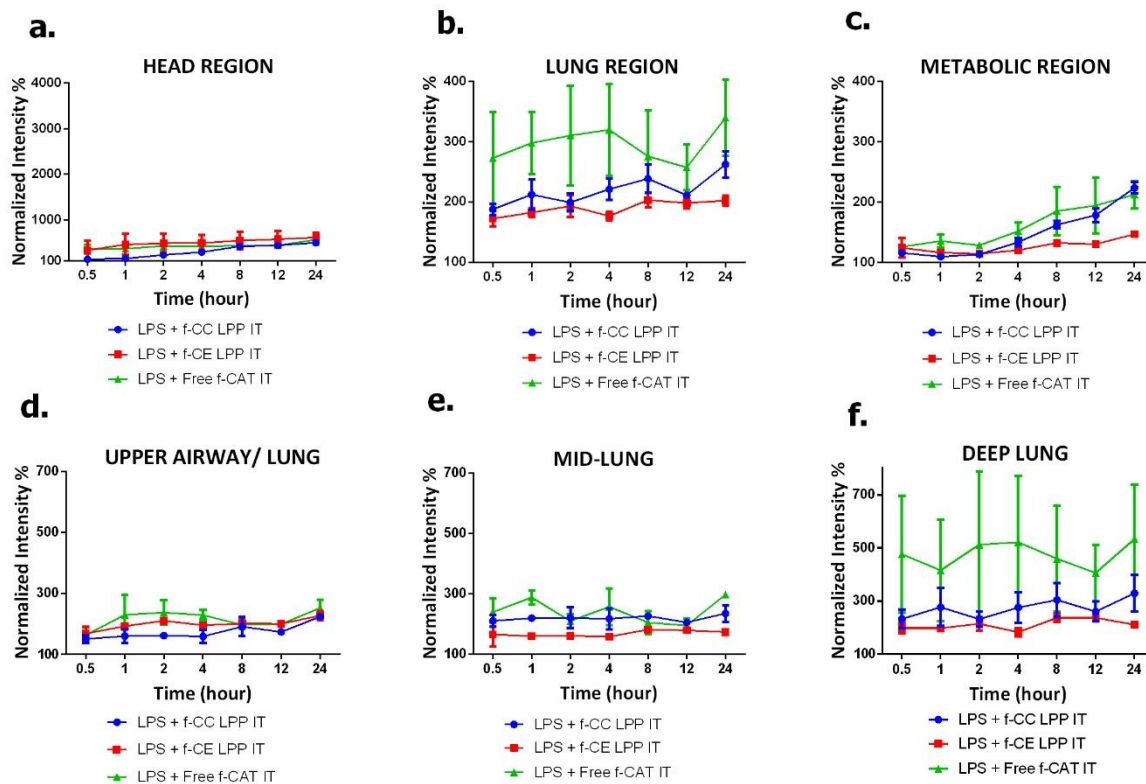 a.
HEAD REGION
Normalized Intensity %
4000
3000
2000
1000
100
0.5 1 2 4 8 12 24
Time (hour)
LPS + f-CC LPP IT
LPS + f-CE LPP IT
LPS + Free f-CAT IT
b.
LUNG REGION
Normalized Intensity %
400
300
200
100
0.5 1 2 4 8 12 24
Time (hour)
LPS + f-CC LPP IT
LPS + f-CE LPP IT
LPS + Free f-CAT IT
c.
METABOLIC REGION
Normalized Intensity %
400
300
200
100
0.5 1 2 4 8 12 24
Time (hour)
LPS + f-CC LPP IT
LPS + f-CE LPP IT
LPS + Free f-CAT IT
d.
UPPER AIRWAY/ LUNG
Normalized Intensity %
700
500
300
100
0.5 1 2 4 8 12 24
Time (hour)
LPS + f-CC LPP IT
LPS + f-CE LPP IT
LPS + Free f-CAT IT
e.
MID-LUNG
Normalized Intensity %
700
500
300
100
0.5 1 2 4 8 12 24
Time (hour)
LPS + f-CC LPP IT
LPS + f-CE LPP IT
LPS + Free f-CAT IT
f.
DEEP LUNG
Normalized Intensity %
700
500
300
100
0.5 1 2 4 8 12 24
Time (hour)
LPS + f-CC LPP IT
LPS + f-CE LPP IT
LPS + Free f-CAT IT